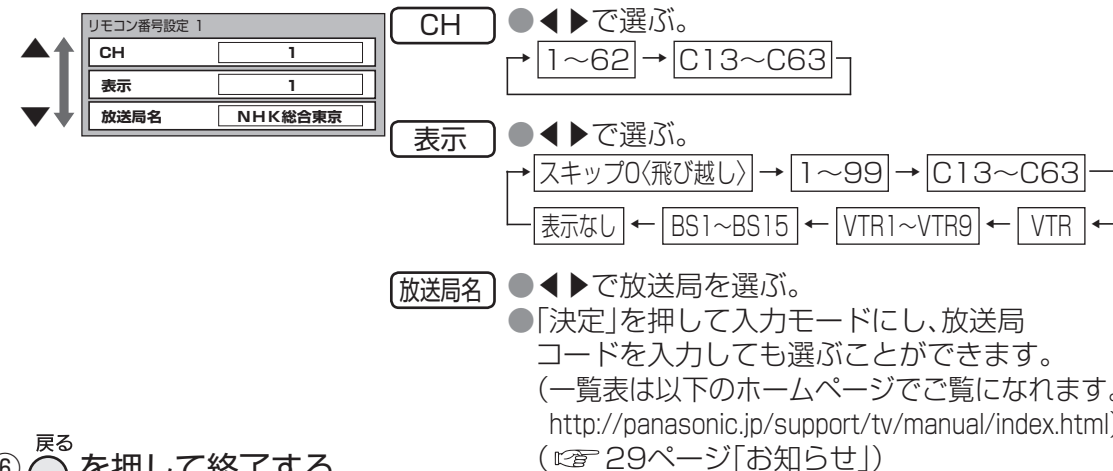 リモコン番号設定 1
CH 1
表示 1
放送局名 NHK総合東京
CH ●◀▶で選ぶ。
1～62 → C13～C63
表示 ●◀▶で選ぶ。
スキップ0〈飛び越し〉 → 1～99 → C13～C63
表示なし ← BS1～BS15 ← VTR1～VTR9 ← VTR ←
放送局名 ●◀▶で放送局を選ぶ。
●「決定」を押して入力モードにし、放送局
コードを入力しても選ぶことができます。
(一覧表は以下のホームページでご覧になれます。
http://panasonic.jp/support/tv/manual/index.html)
(☞ 29ページ「お知らせ」)
戻る
⑥ を押して終了する